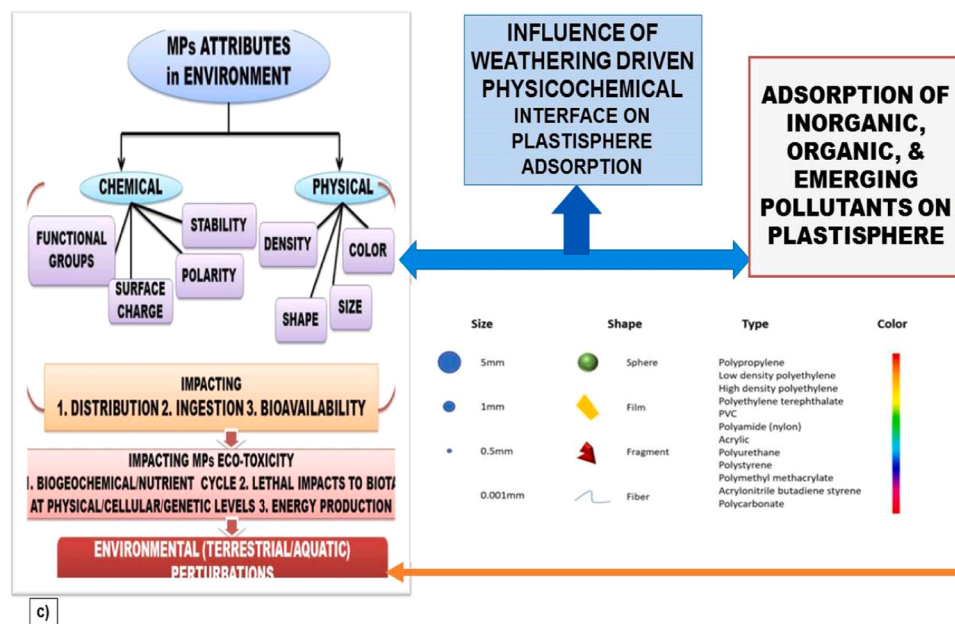 MPs ATTRIBUTES
in ENVIRONMENT
CHEMICAL
PHYSICAL
FUNCTIONAL
GROUPS
SURFACE
CHARGE
STABILITY
POLARITY
DENSITY
COLOR
SHAPE
SIZE
IMPACTING
1. DISTRIBUTION 2. INGESTION 3. BIOAVAILABILITY
IMPACTING MPs ECO-TOXICITY
1. BIOGEOCHEMICAL/NUTRIENT CYCLE 2. LETHAL IMPACTS TO BIOTA
AT PHYSICAL/CELLULAR/GENETIC LEVELS 3. ENERGY PRODUCTION
ENVIRONMENTAL (TERRESTRIAL/AQUATIC)
PERTURBATIONS
INFLUENCE OF
WEATHERING DRIVEN
PHYSICOCHEMICAL
INTERFACE ON
PLASTISPHERE
ADSORPTION
ADSORPTION OF
INORGANIC,
ORGANIC, &
EMERGING
POLLUTANTS ON
PLASTISPHERE
Size
5mm
1mm
0.5mm
0.001mm
Shape
Sphere
Film
Fragment
Fiber
Type
Polypropylene
Low density polyethylene
High density polyethylene
Polyethylene terephthalate
PVC
Polyamide (nylon)
Acrylic
Polyurethane
Polystyrene
Polymethyl methacrylate
Acrylonitrile butadiene styrene
Polycarbonate
Color
c)